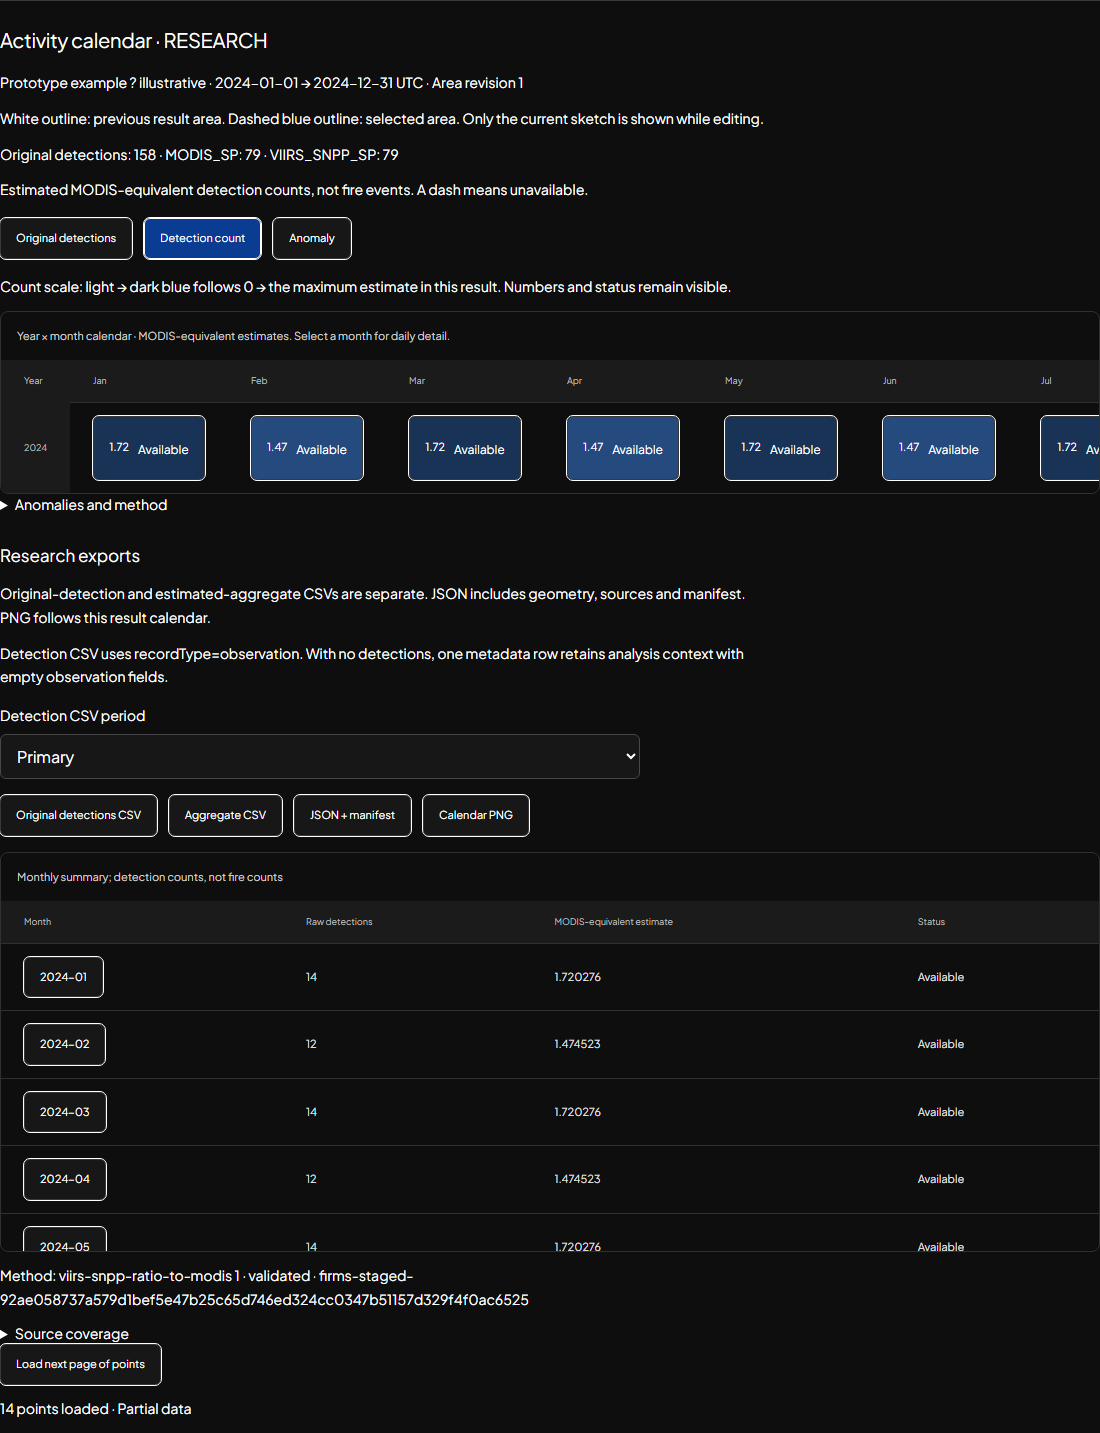 Activity calendar · RESEARCH
Prototype example ? illustrative · 2024-01-01 → 2024-12-31 UTC · Area revision 1
White outline: previous result area. Dashed blue outline: selected area. Only the current sketch is shown while editing.
Original detections: 158 · MODIS_SP: 79 · VIIRS_SNPP_SP: 79
Estimated MODIS-equivalent detection counts, not fire events. A dash means unavailable.
Original detections Detection count Anomaly
Count scale: light → dark blue follows 0 → the maximum estimate in this result. Numbers and status remain visible.
Year × month calendar · MODIS-equivalent estimates. Select a month for daily detail.
Year Jan Feb Mar Apr May Jun Jul
2024 1.72 Available 1.47 Available 1.72 Available 1.47 Available 1.72 Available 1.47 Available 1.72 Av
Anomalies and method
Research exports
Original-detection and estimated-aggregate CSVs are separate. JSON includes geometry, sources and manifest.
PNG follows this result calendar.
Detection CSV uses recordType=observation. With no detections, one metadata row retains analysis context with
empty observation fields.
Detection CSV period
Primary
Original detections CSV Aggregate CSV JSON + manifest Calendar PNG
Monthly summary; detection counts, not fire counts
Month Raw detections MODIS-equivalent estimate Status
2024-01 14 1.720276 Available
2024-02 12 1.474523 Available
2024-03 14 1.720276 Available
2024-04 12 1.474523 Available
2024-05 14 1.720276 Available
Method: viirs-snpp-ratio-to-modis 1 · validated · firms-staged-
92ae058737a579d1bef5e47b25c65d746ed324cc0347b51157d329f4f0ac6525
Source coverage
Load next page of points
14 points loaded · Partial data